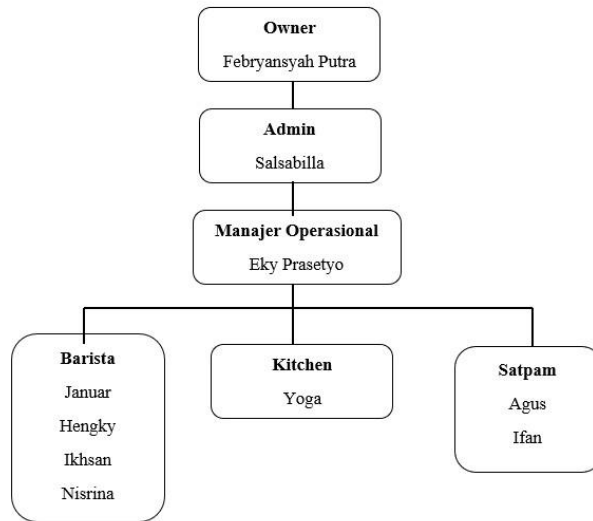 Owner
Febryansyah Putra
Admin
Salsabilla
Manajer Operasional
Eky Prasetyo
Barista
Januar
Hengky
Ikhsan
Nisrina
Kitchen
Yoga
Satpam
Agus
Ifan